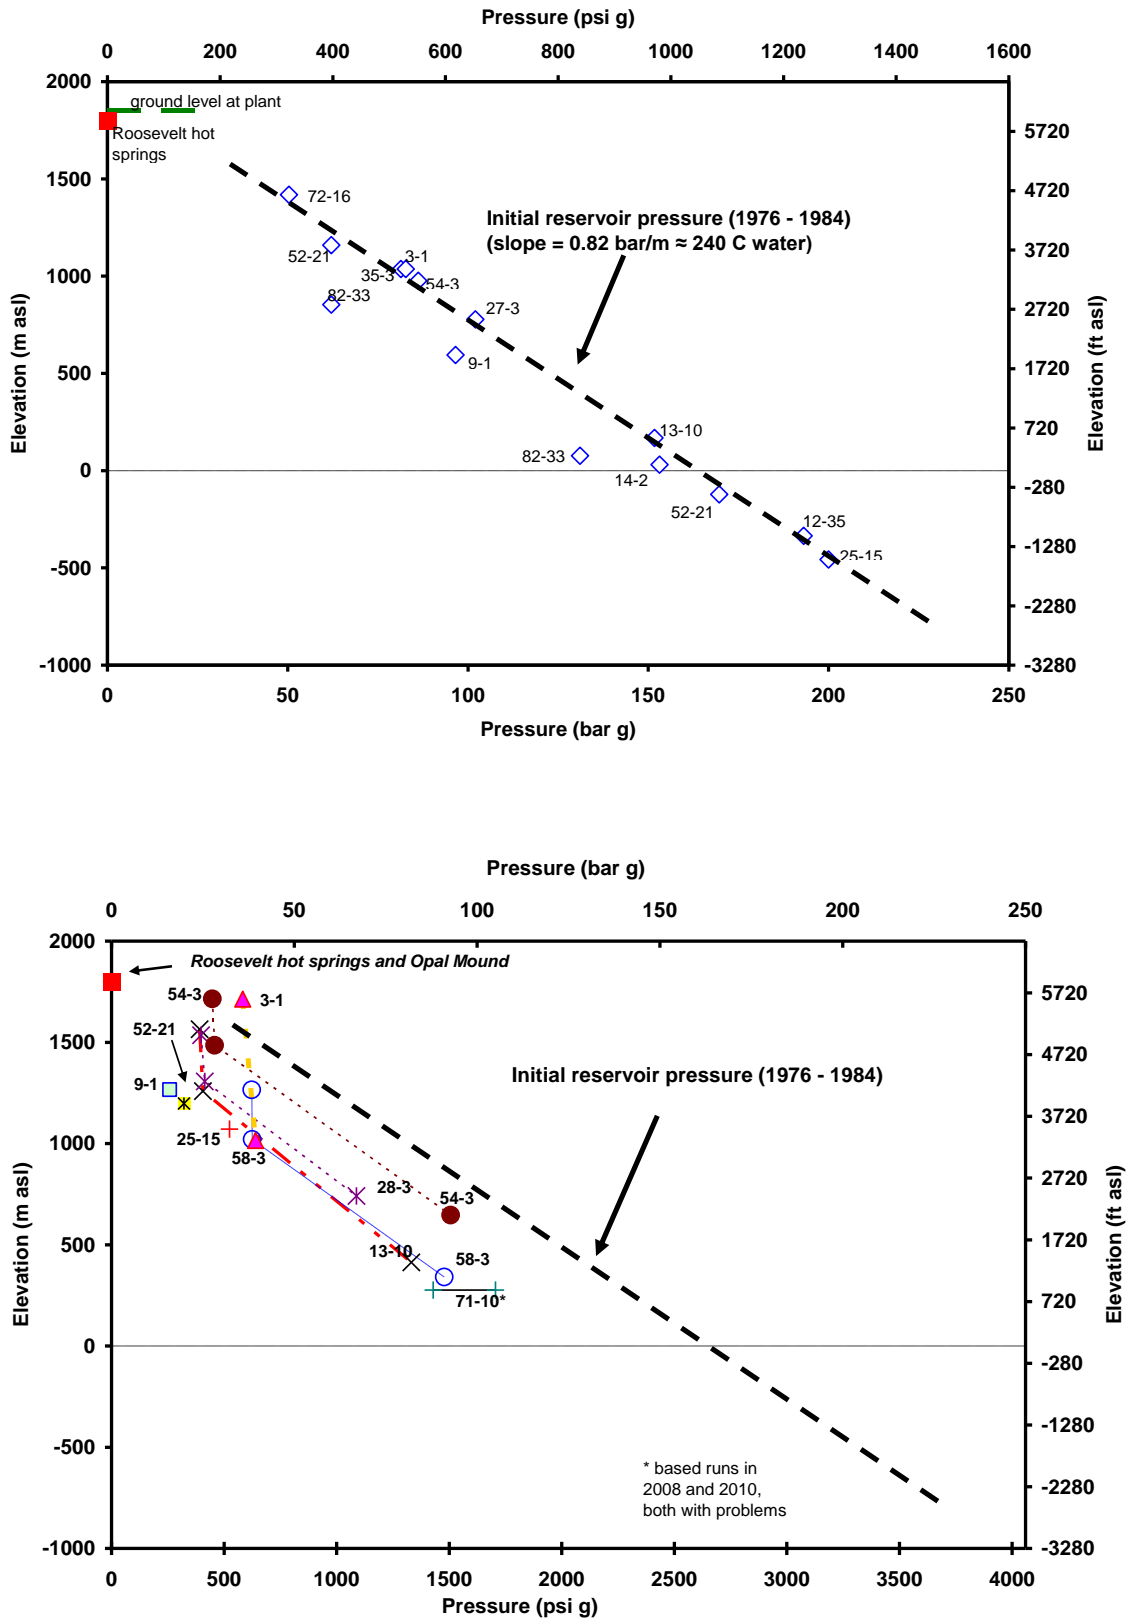 Pressure (psi g)
0 200 400 600 800 1000 1200 1400 1600
2000
ground level at plant
5720
Roosevelt hot
springs
1500
4720
72-16
Initial reservoir pressure (1976 - 1984)
(slope = 0.82 bar/m ≈ 240 C water)
52-21
3-1
3720
1000
35-3
54-3
82-33
27-3
2720
9-1
1720
500
13-10
720
82-33
14-2
0
-280
52-21
12-35
-1280
25-15
-500
-2280
-1000
-3280
0 50 100 150 200 250
Pressure (bar g)
Elevation (m asl)
Elevation (ft asl)
Pressure (bar g)
0 50 100 150 200 250
2000
Roosevelt hot springs and Opal Mound
54-3
3-1
5720
52-21
1500
4720
9-1
Initial reservoir pressure (1976 - 1984)
3720
25-15
1000
58-3
28-3
54-3
2720
13-10
58-3
1720
500
71-10*
720
0
-280
-1280
-500
* based runs in
2008 and 2010,
both with problems
-2280
-1000
-3280
0 500 1000 1500 2000 2500 3000 3500 4000
Pressure (psi g)
Elevation (m asl)
Elevation (ft asl)